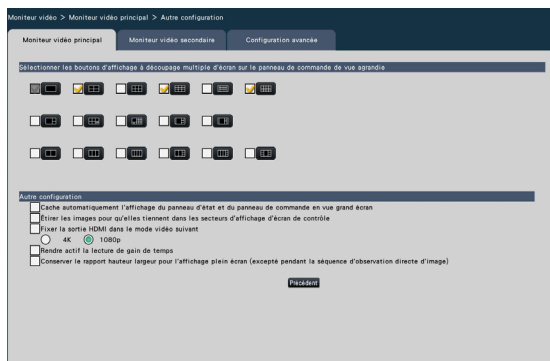 Moniteur vidéo > Moniteur vidéo principal > Autre configuration
Moniteur vidéo principal
Moniteur vidéo secondaire
Configuration avancée
Sélectionner les boutons d'affichage à découpage multiple d'écran sur le panneau de commande de vue agrandie
Autre configuration
Cache automatiquement l'affichage du panneau d'état et du panneau de commande en vue grand écran
Étirer les images pour qu'elles tiennent dans les secteurs d'affichage d'écran de contrôle
Fixer la sortie HDMI dans le mode vidéo suivant
4K 1080p
Rendre actif la lecture de gain de temps
Conserver le rapport hauteur largeur pour l'affichage plein écran (excepté pendant la séquence d'observation directe d'image)
Précédent